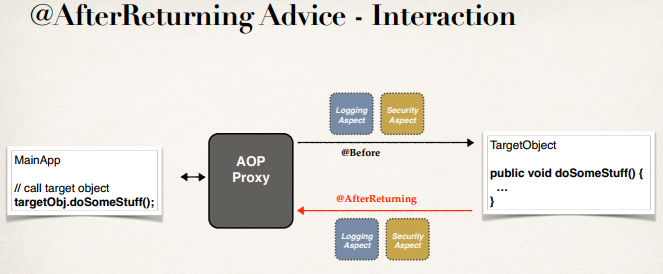 @AfterReturning Advice - Interaction
Logging
Aspect
Security
Aspect
MainApp
// call target object
targetObj.doSomeStuff();
AOP
Proxy
@Before
TargetObject
public void doSomeStuff() {
...
}
@AfterReturning
Logging
Aspect
Security
Aspect